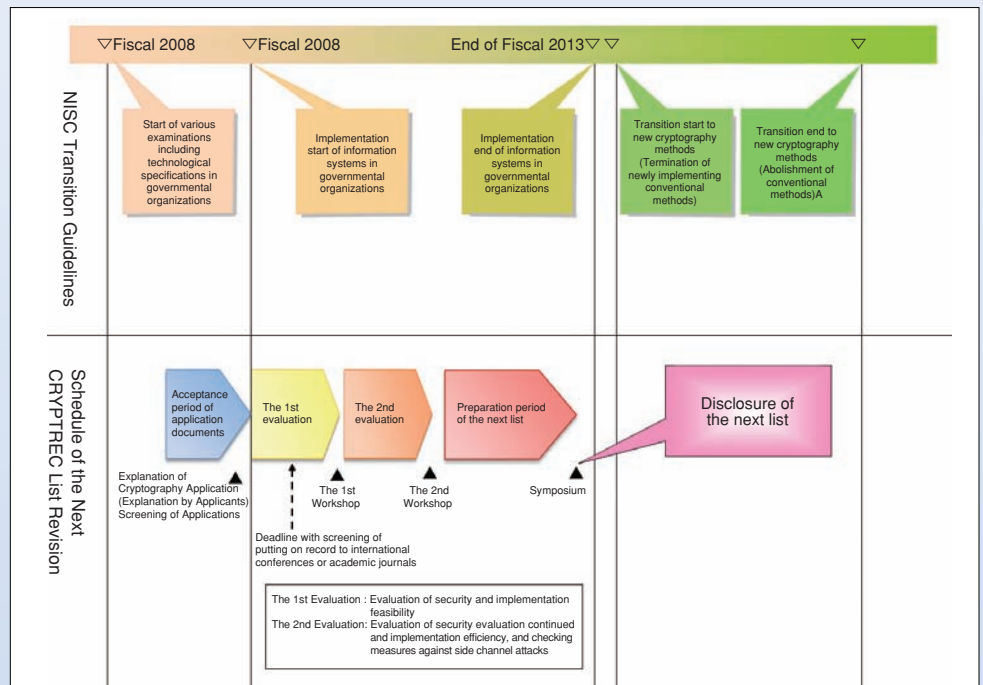 ▽Fiscal 2008 ▽Fiscal 2008 End of Fiscal 2013▽ ▽ ▽
NISC Transition Guidelines
Start of various
examinations
including
technological
specifications in
governmental
organizations
Implementation
start of information
systems in
governmental
organizations
Implementation
end of information
systems in
governmental
organizations
Transition start to
new cryptography
methods
(Termination of
newly implementing
conventional
methods)
Transition end to
new cryptography
methods
(Abolishment of
conventional
methods)A
Schedule of the Next
CRYPTREC List Revision
Acceptance
period of
application
documents
The 1st
evaluation
The 2nd
evaluation
Preparation period
of the next list
Disclosure of
the next list
Explanation of
Cryptography Application
(Explanation by Applicants)
Screening of Applications
The 1st
Workshop
The 2nd
Workshop
Symposium
Deadline with screening of
putting on record to international
conferences or academic journals
The 1st Evaluation : Evaluation of security and implementation
feasibility
The 2nd Evaluation: Evaluation of security evaluation continued
and implementation efficiency, and checking
measures against side channel attacks